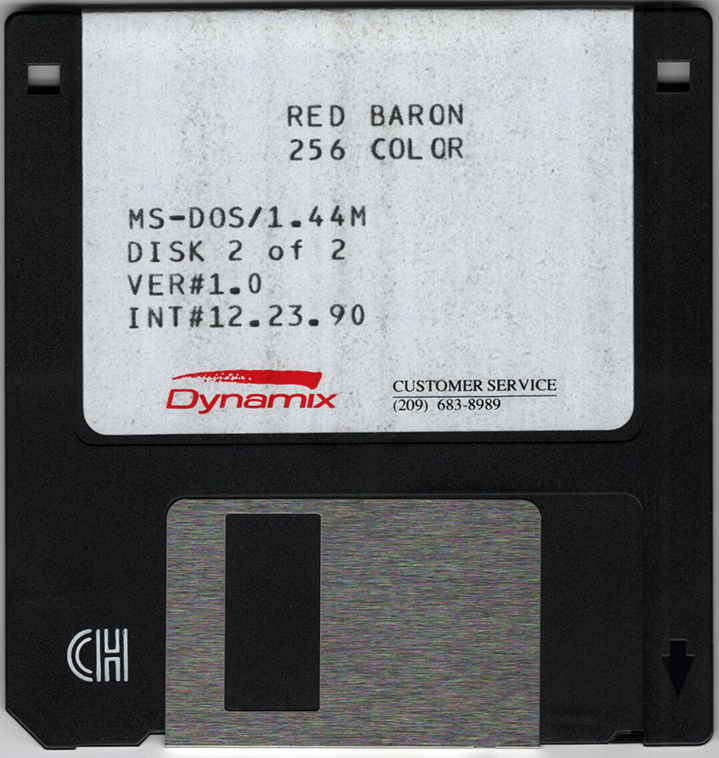 RED BARON
256 COLOR
MS-DOS/1.44M
DISK 2 of 2
VER#1.0
INT#12.23.90
Dynamix
CUSTOMER SERVICE
(209) 683-8989
CH